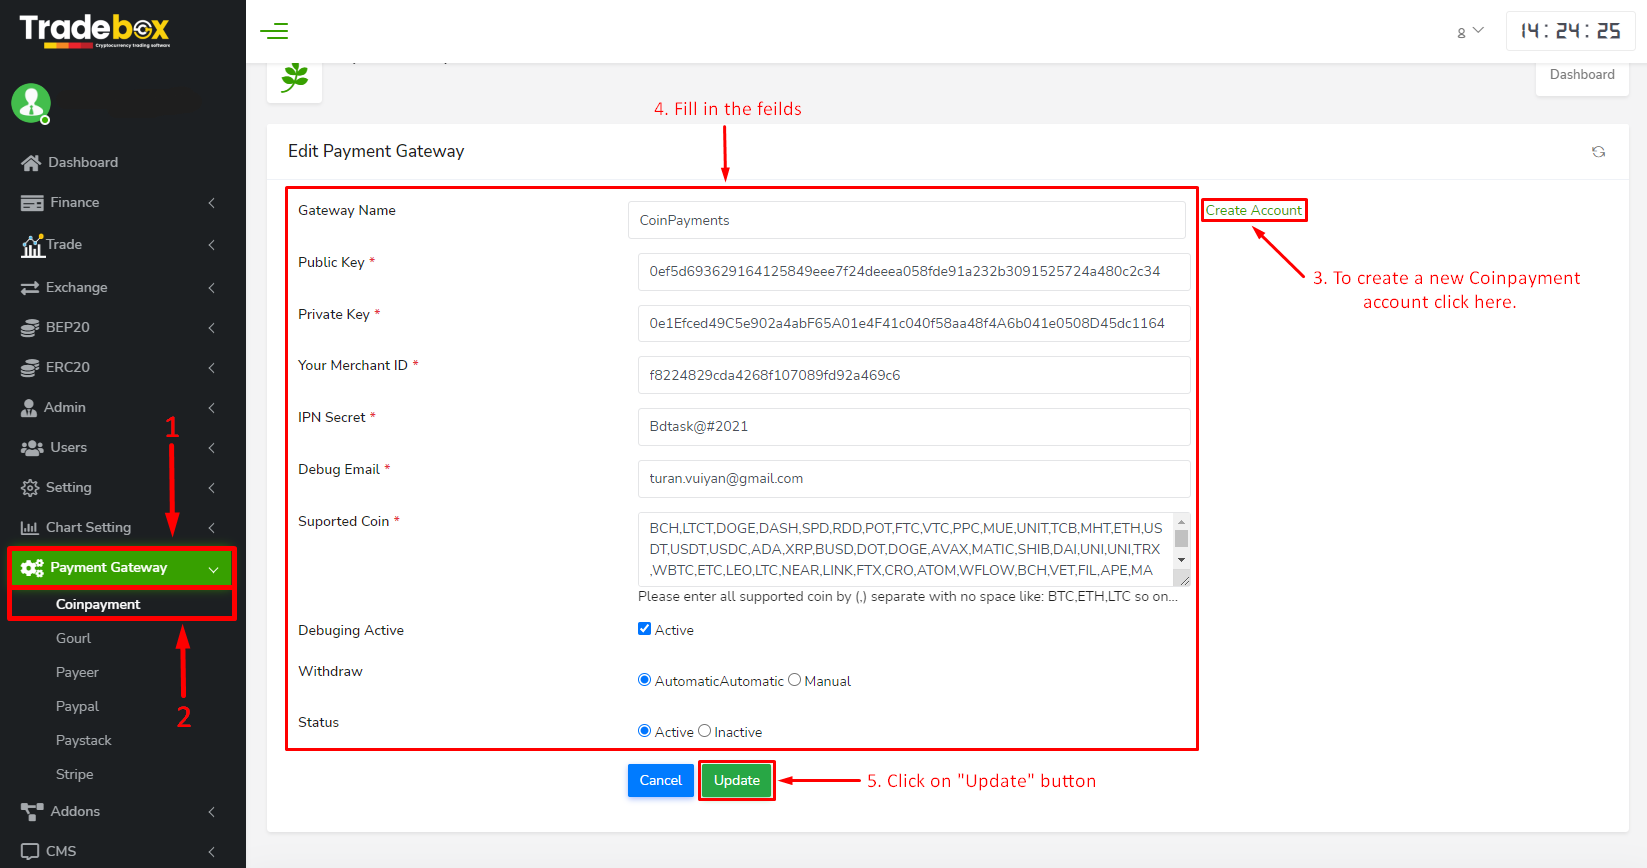 Tradebox
Cryptocurrency trading software
14:24:25
Dashboard
Dashboard
Finance
Trade
Exchange
BEP20
ERC20
Admin
Users
Setting
Chart Setting
Payment Gateway
Coinpayment
Gourl
Payeer
Paypal
Paystack
Stripe
Addons
CMS
1
2
4. Fill in the feilds
Edit Payment Gateway
Gateway Name
CoinPayments
Create Account
3. To create a new Coinpayment
account click here.
Public Key *
0ef5d693629164125849eee7f24deeea058fde91a232b3091525724a480c2c34
Private Key *
0e1Efced49C5e902a4abF65A01e4F41c040f58aa48f4A6b041e0508D45dc1164
Your Merchant ID *
f8224829cda4268f107089fd92a469c6
IPN Secret *
Bdtask@#2021
Debug Email *
turan.vuiyan@gmail.com
Suported Coin *
BCH,LTCT,DOGE,DASH,SPD,RDD,POT,FTC,VTC,PPC,MUE,UNIT,TCB,MHT,ETH,US
DT,USDT,USDC,ADA,XRP,BUSD,DOT,DOGE,AVAX,MATIC,SHIB,DAI,UNI,UNI,TRX
,WBTC,ETC,LEO,LTC,NEAR,LINK,FTX,CRO,ATOM,WFLOW,BCH,VET,FIL,APE,MA
Please enter all supported coin by (,) separate with no space like: BTC,ETH,LTC so on...
Debuging Active
Active
Withdraw
AutomaticAutomatic Manual
Status
Active Inactive
Cancel
Update
5. Click on "Update" button